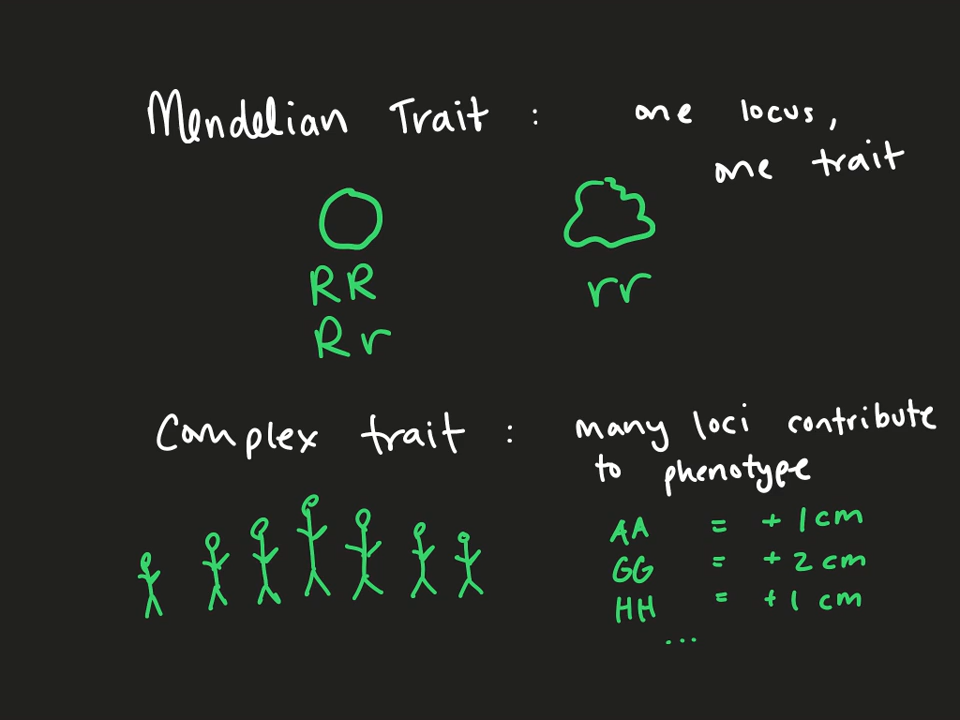 Mendelian Trait : one locus,
one trait
RR rr
Rr
Complex trait : many loci contribute
to phenotype
AA = + 1 cm
GG = + 2 cm
HH = + 1 cm
...